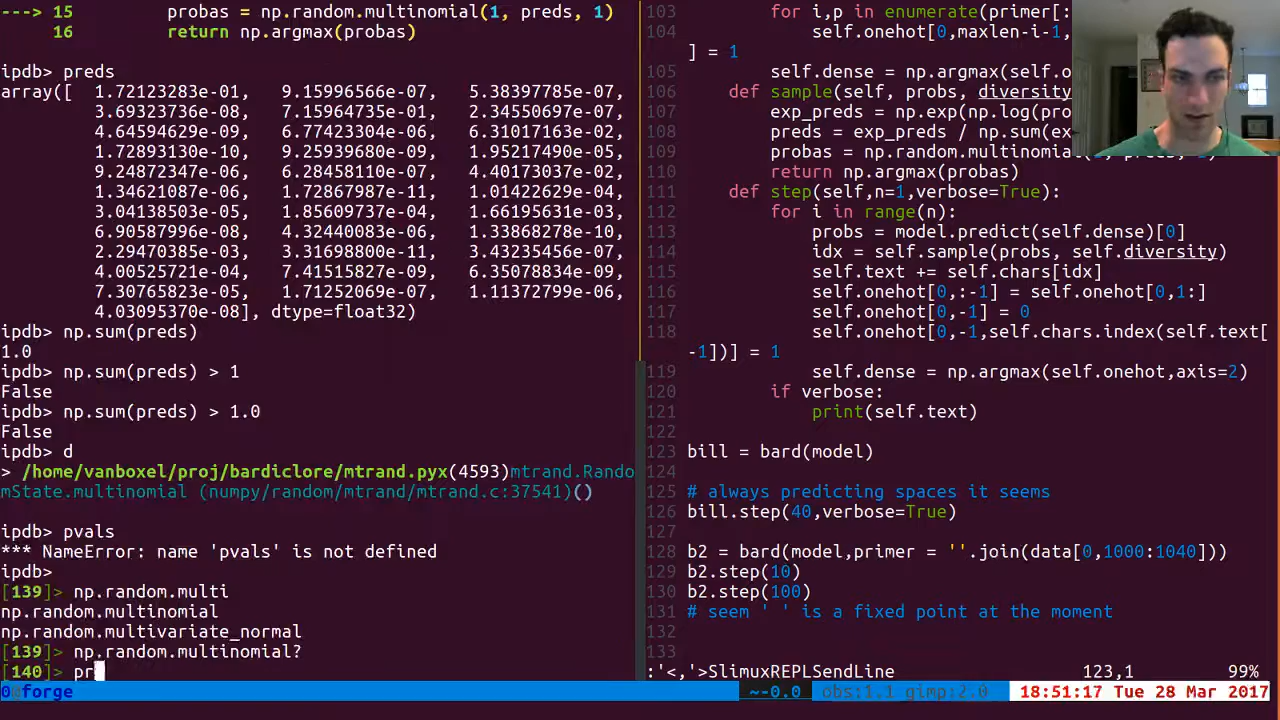 ---> 15         probas = np.random.multinomial(1, preds, 1)
     16         return np.argmax(probas)
ipdb> preds
array([  1.72123283e-01,   9.15996566e-07,   5.38397785e-07,
         3.69323736e-08,   7.15964735e-01,   2.34550697e-07,
         4.64594629e-09,   6.77423304e-06,   6.31017163e-02,
         1.72893130e-10,   9.25939680e-09,   1.95217490e-05,
         9.24872347e-06,   6.28458110e-07,   4.40173037e-02,
         1.34621087e-06,   1.72867987e-11,   1.01422629e-04,
         3.04138503e-05,   1.85609737e-04,   1.66195631e-03,
         6.90587996e-08,   4.32440083e-06,   1.33868278e-10,
         2.29470385e-03,   3.31698800e-11,   3.43235456e-07,
         4.00525721e-04,   7.41515827e-09,   6.35078834e-09,
         7.30765823e-05,   1.71252069e-07,   1.11372799e-06,
         4.03095370e-08], dtype=float32)
ipdb> np.sum(preds)
1.0
ipdb> np.sum(preds) > 1
False
ipdb> np.sum(preds) > 1.0
False
ipdb> d
> /home/vanboxel/proj/bardiclore/mtrand.pyx(4593)mtrand.Rando
mState.multinomial (numpy/random/mtrand/mtrand.c:37541)()
ipdb> pvals
*** NameError: name 'pvals' is not defined
ipdb>
[139]> np.random.multi
np.random.multinomial
np.random.multivariate_normal
[139]> np.random.multinomial?
[140]> pr
103         for i,p in enumerate(primer[:
104             self.onehot[0,maxlen-i-1,
] = 1
105         self.dense = np.argmax(self.o
106     def sample(self, probs, diversity
107         exp_preds = np.exp(np.log(pro
108         preds = exp_preds / np.sum(ex
109         probas = np.random.multinomial
110         return np.argmax(probas)
111     def step(self,n=1,verbose=True):
112         for i in range(n):
113             probs = model.predict(self.dense)[0]
114             idx = self.sample(probs, self.diversity)
115             self.text += self.chars[idx]
116             self.onehot[0,:-1] = self.onehot[0,1:]
117             self.onehot[0,-1] = 0
118             self.onehot[0,-1,self.chars.index(self.text[
-1])] = 1
119             self.dense = np.argmax(self.onehot,axis=2)
120         if verbose:
121             print(self.text)
122
123 bill = bard(model)
124
125 # always predicting spaces it seems
126 bill.step(40,verbose=True)
127
128 b2 = bard(model,primer = ''.join(data[0,1000:1040]))
129 b2.step(10)
130 b2.step(100)
131 # seem ' ' is a fixed point at the moment
132
133
:'<,'>SlimuxREPLSendLine 123,1 99%
0 forge ~-0.0 obs:1.1 gimp:2.0 18:51:17 Tue 28 Mar 2017